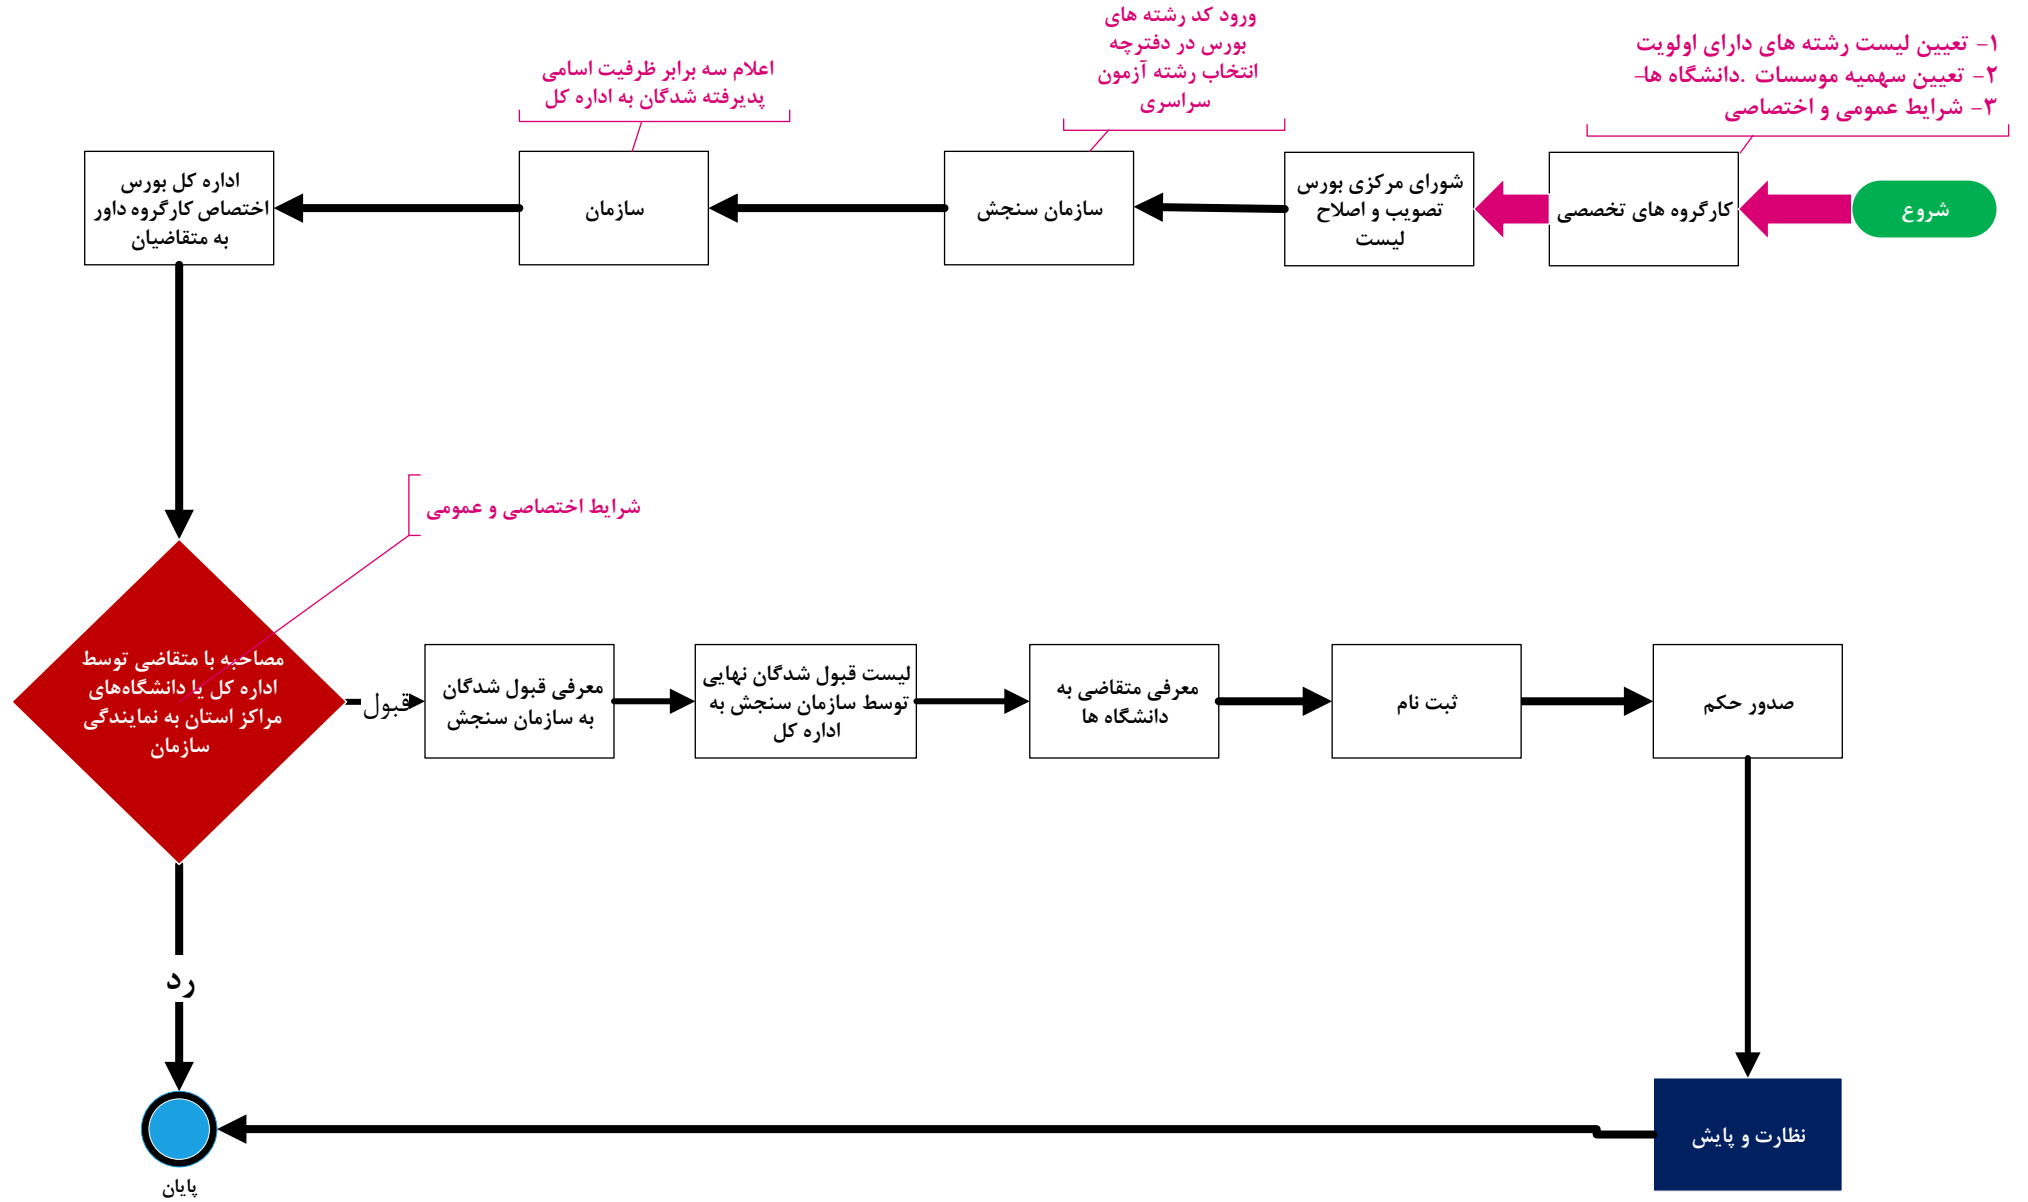 ۱- تعیین لیست رشته های دارای اولویت
۲- تعیین سهمیه موسسات .دانشگاه ها-
۳- شرایط عمومی و اختصاصی
ورود کد رشته های
بورس در دفترچه
انتخاب رشته آزمون
سراسری
اعلام سه برابر ظرفیت اسامی
پدیرفته شدگان به اداره کل
شروع
کارگروه های تخصصی
شورای مرکزی بورس
تصویب و اصلاح
لیست
سازمان سنجش
سازمان
اداره کل بورس
اختصاص کارگروه داور
به متقاضیان
شرایط اختصاصی و عمومی
مصاحبه با متقاضی توسط
اداره کل یا دانشگاه‌های
مراکز استان به نمایندگی
سازمان
قبول
معرفی قبول شدگان
به سازمان سنجش
لیست قبول شدگان نهایی
توسط سازمان سنجش به
اداره کل
معرفی متقاضی به
دانشگاه ها
ثبت نام
صدور حکم
رد
نظارت و پایش
پایان